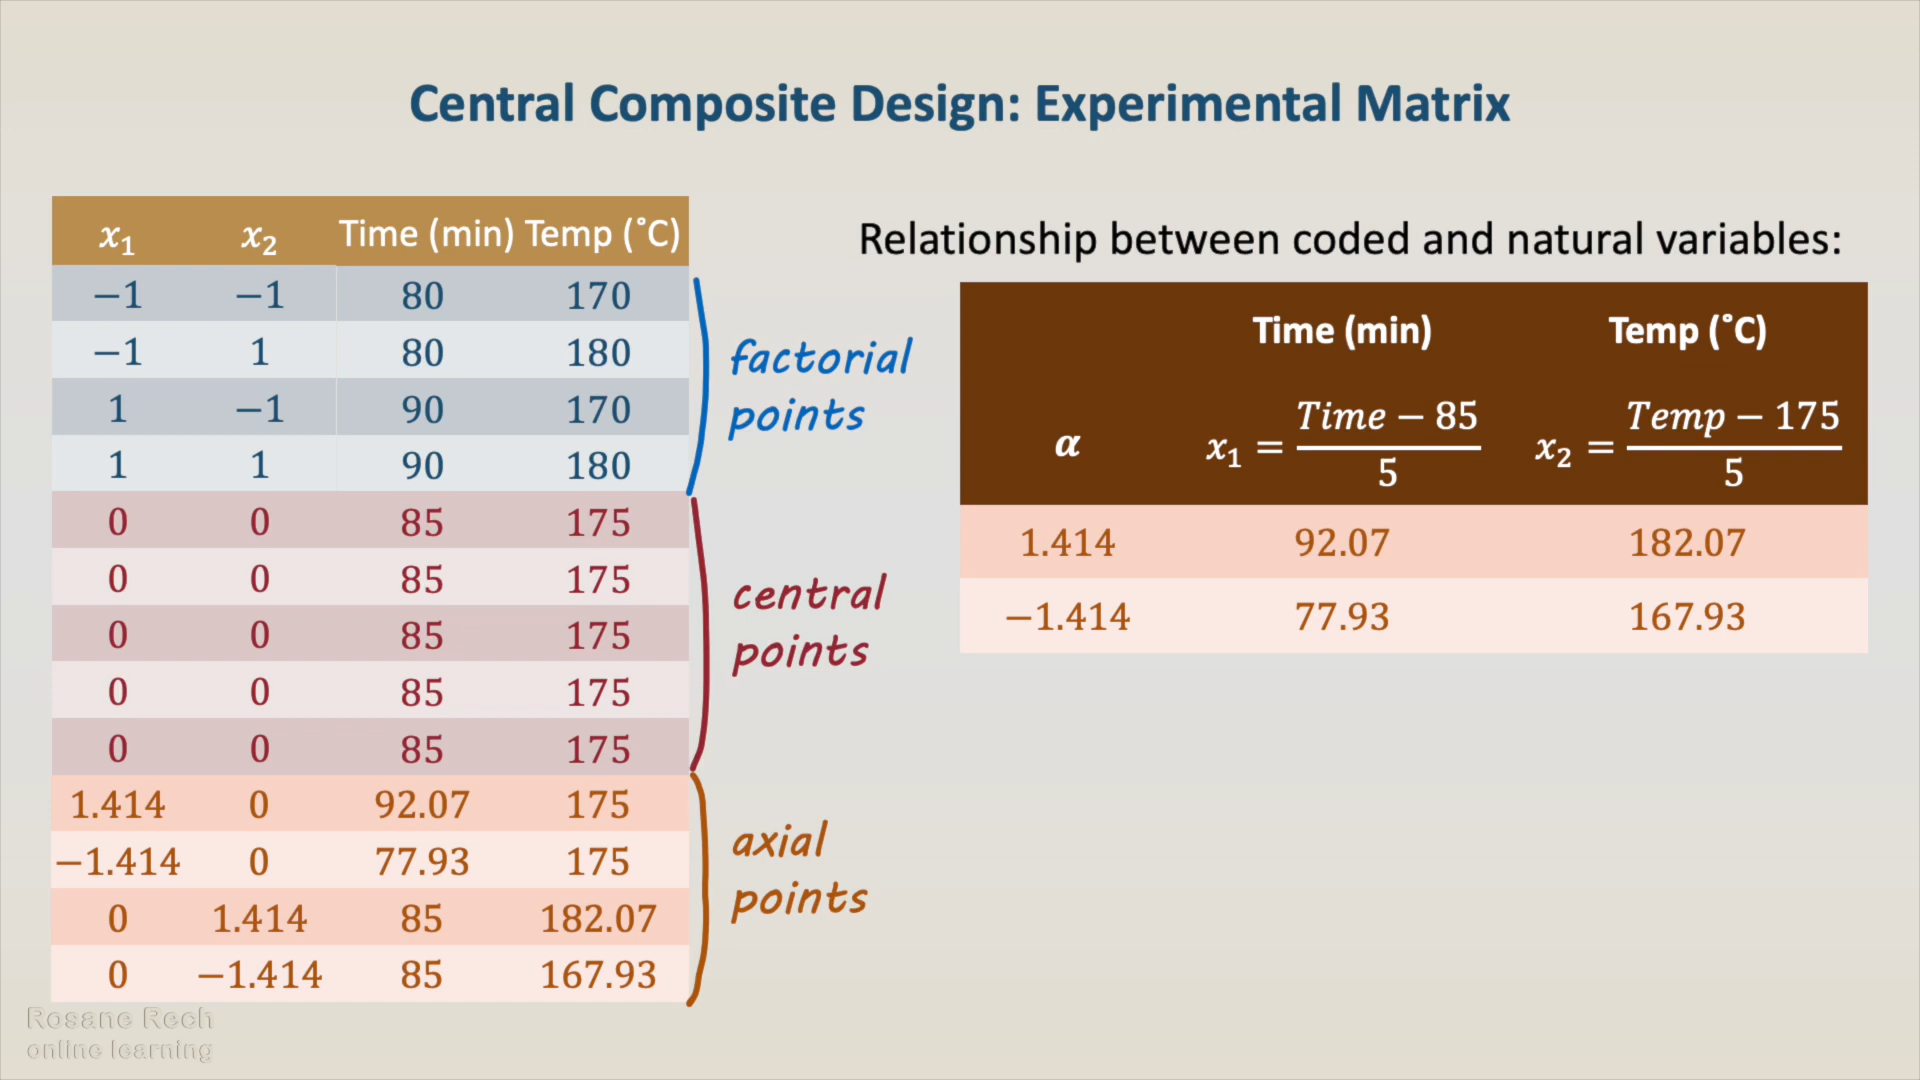 Central Composite Design: Experimental Matrix
x₁ x₂ Time (min) Temp (˚C)
−1 −1 80 170
−1 1 80 180
1 −1 90 170
1 1 90 180
0 0 85 175
0 0 85 175
0 0 85 175
0 0 85 175
0 0 85 175
1.414 0 92.07 175
−1.414 0 77.93 175
0 1.414 85 182.07
0 −1.414 85 167.93
factorial
points
central
points
axial
points
Relationship between coded and natural variables:
Time (min) Temp (˚C)
α x₁ = (Time − 85)/5 x₂ = (Temp − 175)/5
1.414 92.07 182.07
−1.414 77.93 167.93
Rosane Rech
online learning